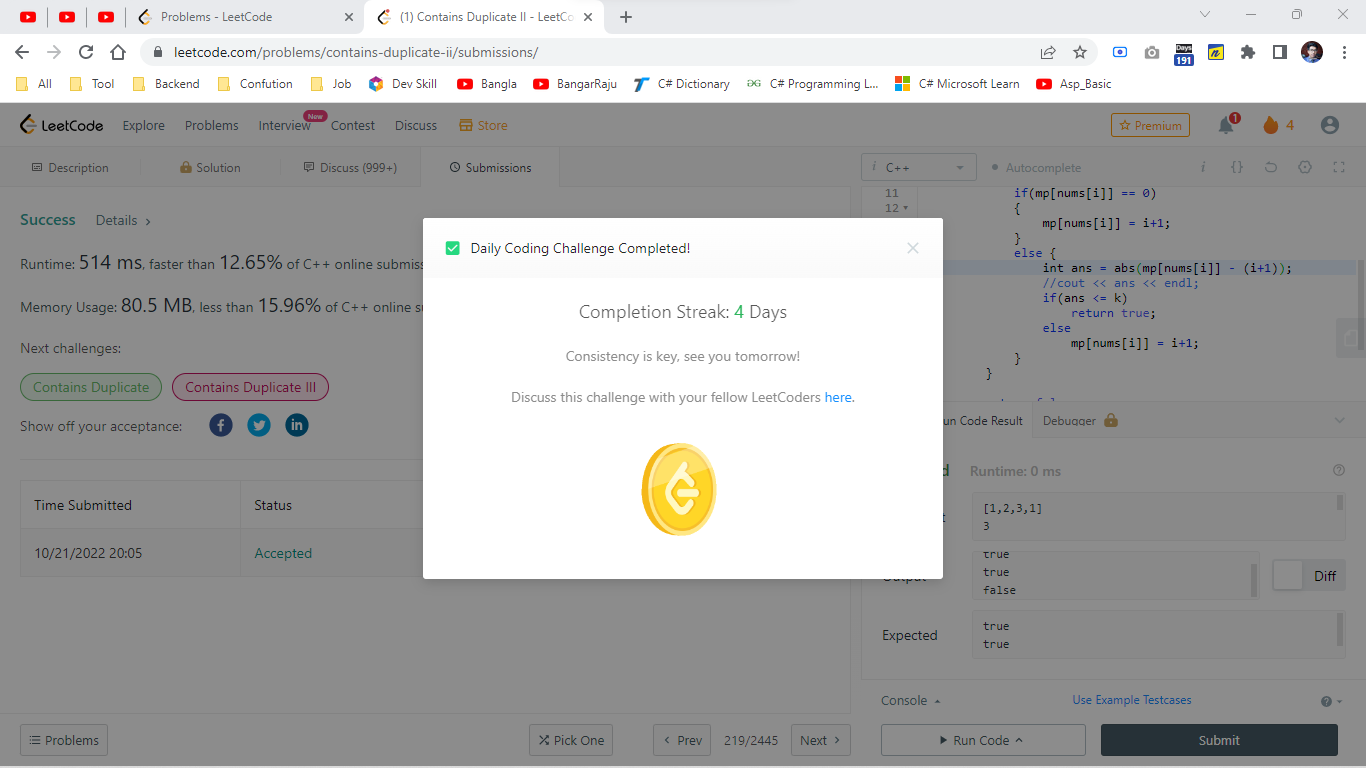 Problems - LeetCode
(1) Contains Duplicate II - LeetCo
leetcode.com/problems/contains-duplicate-ii/submissions/
Days
191
All
Tool
Backend
Confution
Job
Dev Skill
Bangla
BangarRaju
C# Dictionary
C# Programming L...
C# Microsoft Learn
Asp_Basic
LeetCode
Explore
Problems
Interview
New
Contest
Discuss
Store
Premium
1
4
Description
Solution
Discuss (999+)
Submissions
i C++
Autocomplete
i {}
Success
Details >
Runtime: 514 ms, faster than 12.65% of C++ online submiss
Memory Usage: 80.5 MB, less than 15.96% of C++ online su
Next challenges:
Contains Duplicate
Contains Duplicate III
Show off your acceptance:
Time Submitted
Status
10/21/2022 20:05
Accepted
Daily Coding Challenge Completed!
Completion Streak: 4 Days
Consistency is key, see you tomorrow!
Discuss this challenge with your fellow LeetCoders here.
11 if(mp[nums[i]] == 0)
12 {
mp[nums[i]] = i+1;
}
else {
int ans = abs(mp[nums[i]] - (i+1));
//cout << ans << endl;
if(ans <= k)
return true;
else
mp[nums[i]] = i+1;
}
}
un Code Result
Debugger
d
Runtime: 0 ms
t
[1,2,3,1]
3
Output
true
true
false
Diff
Expected
true
true
Console
Use Example Testcases
Problems
Pick One
< Prev
219/2445
Next >
Run Code
Submit